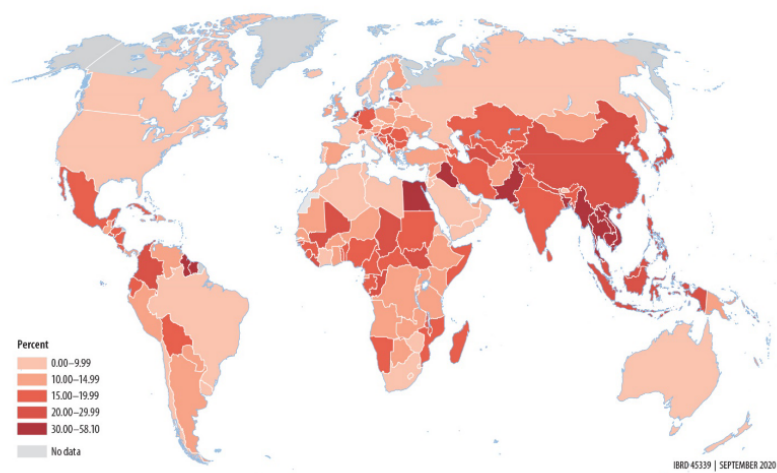 Percent
0.00–9.99
10.00–14.99
15.00–19.99
20.00–29.99
30.00–58.10
No data
IBRD 45339 | SEPTEMBER 2020